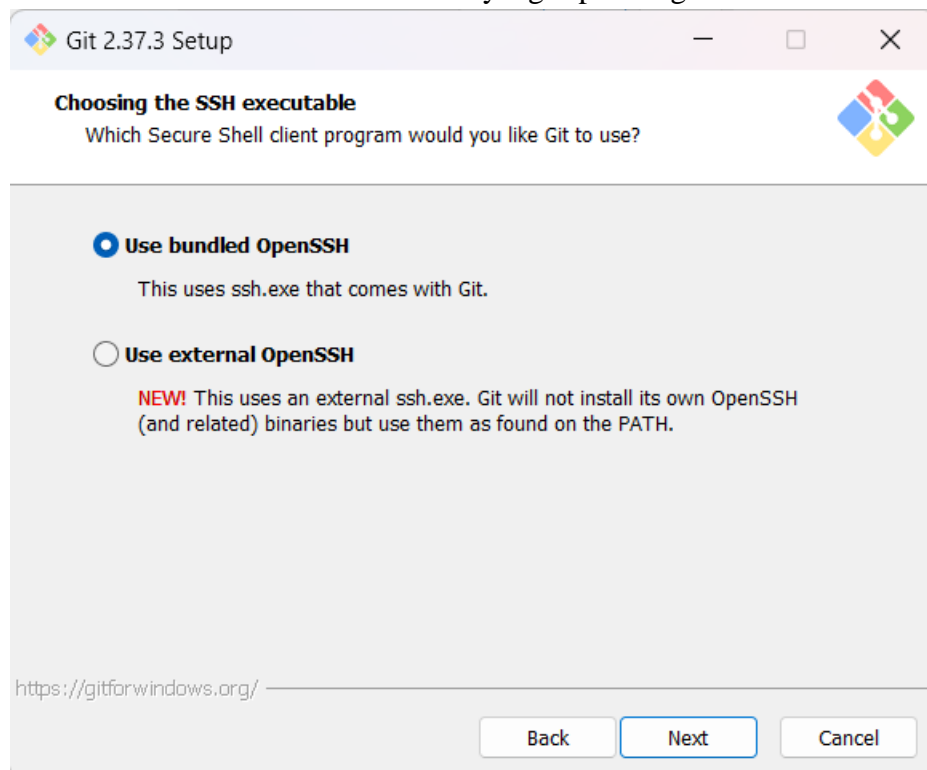 Git 2.37.3 Setup
Choosing the SSH executable
Which Secure Shell client program would you like Git to use?
Use bundled OpenSSH
This uses ssh.exe that comes with Git.
Use external OpenSSH
NEW! This uses an external ssh.exe. Git will not install its own OpenSSH
(and related) binaries but use them as found on the PATH.
https://gitforwindows.org/
Back Next Cancel